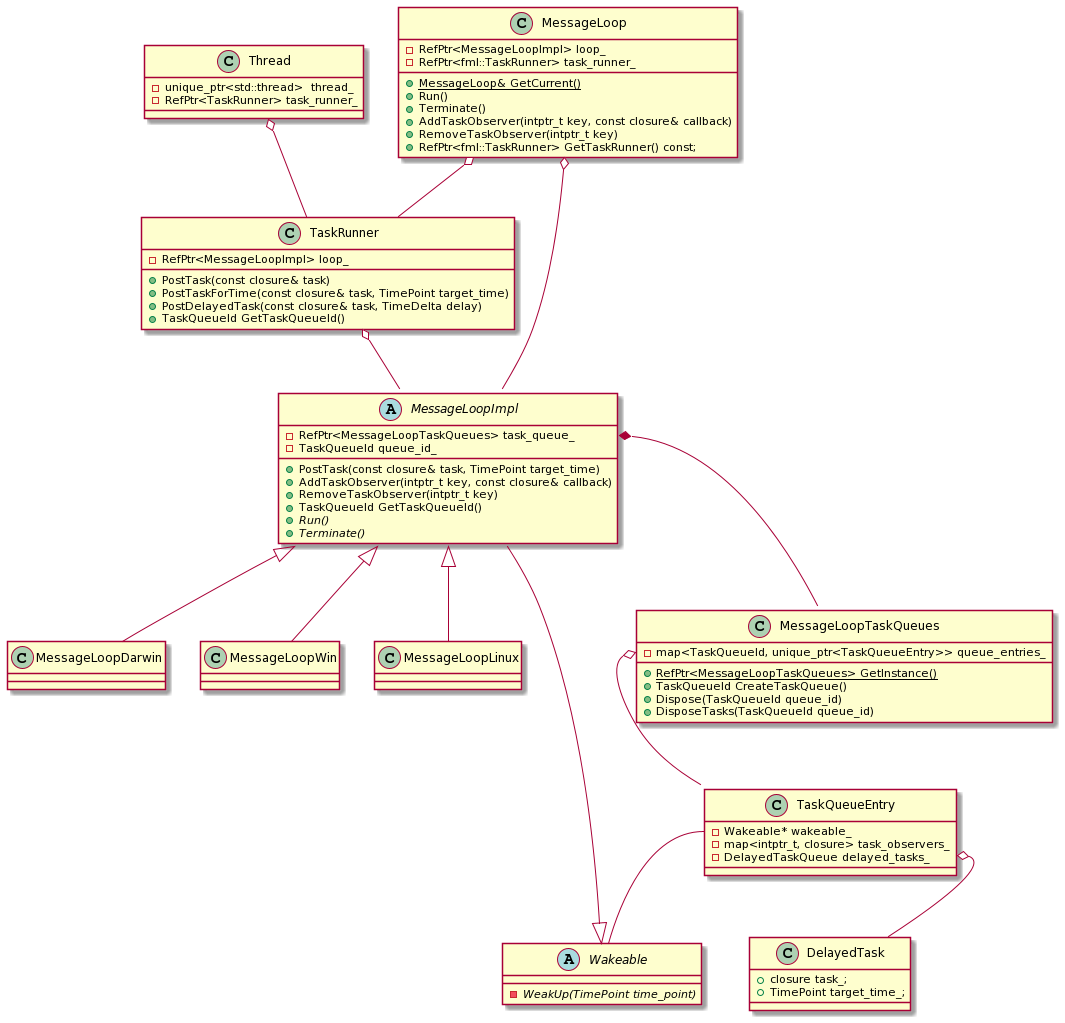 C MessageLoop
RefPtr<MessageLoopImpl> loop_
RefPtr<fml::TaskRunner> task_runner_
MessageLoop& GetCurrent()
Run()
Terminate()
AddTaskObserver(intptr_t key, const closure& callback)
RemoveTaskObserver(intptr_t key)
RefPtr<fml::TaskRunner> GetTaskRunner() const;
C Thread
unique_ptr<std::thread> thread_
RefPtr<TaskRunner> task_runner_
C TaskRunner
RefPtr<MessageLoopImpl> loop_
PostTask(const closure& task)
PostTaskForTime(const closure& task, TimePoint target_time)
PostDelayedTask(const closure& task, TimeDelta delay)
TaskQueueId GetTaskQueueId()
A MessageLoopImpl
RefPtr<MessageLoopTaskQueues> task_queue_
TaskQueueId queue_id_
PostTask(const closure& task, TimePoint target_time)
AddTaskObserver(intptr_t key, const closure& callback)
RemoveTaskObserver(intptr_t key)
TaskQueueId GetTaskQueueId()
Run()
Terminate()
C MessageLoopDarwin
C MessageLoopWin
C MessageLoopLinux
C MessageLoopTaskQueues
map<TaskQueueId, unique_ptr<TaskQueueEntry>> queue_entries_
RefPtr<MessageLoopTaskQueues> GetInstance()
TaskQueueId CreateTaskQueue()
Dispose(TaskQueueId queue_id)
DisposeTasks(TaskQueueId queue_id)
C TaskQueueEntry
Wakeable* wakeable_
map<intptr_t, closure> task_observers_
DelayedTaskQueue delayed_tasks_
A Wakeable
WeakUp(TimePoint time_point)
C DelayedTask
closure task_;
TimePoint target_time_;